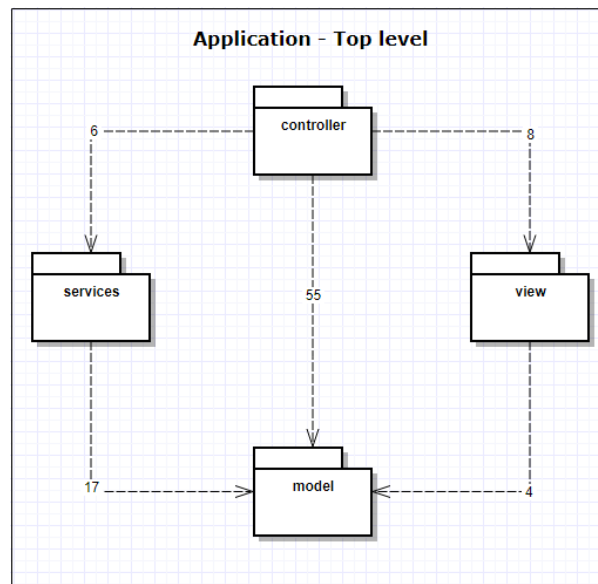 Application - Top level
controller
6
8
services
55
view
17
model
4